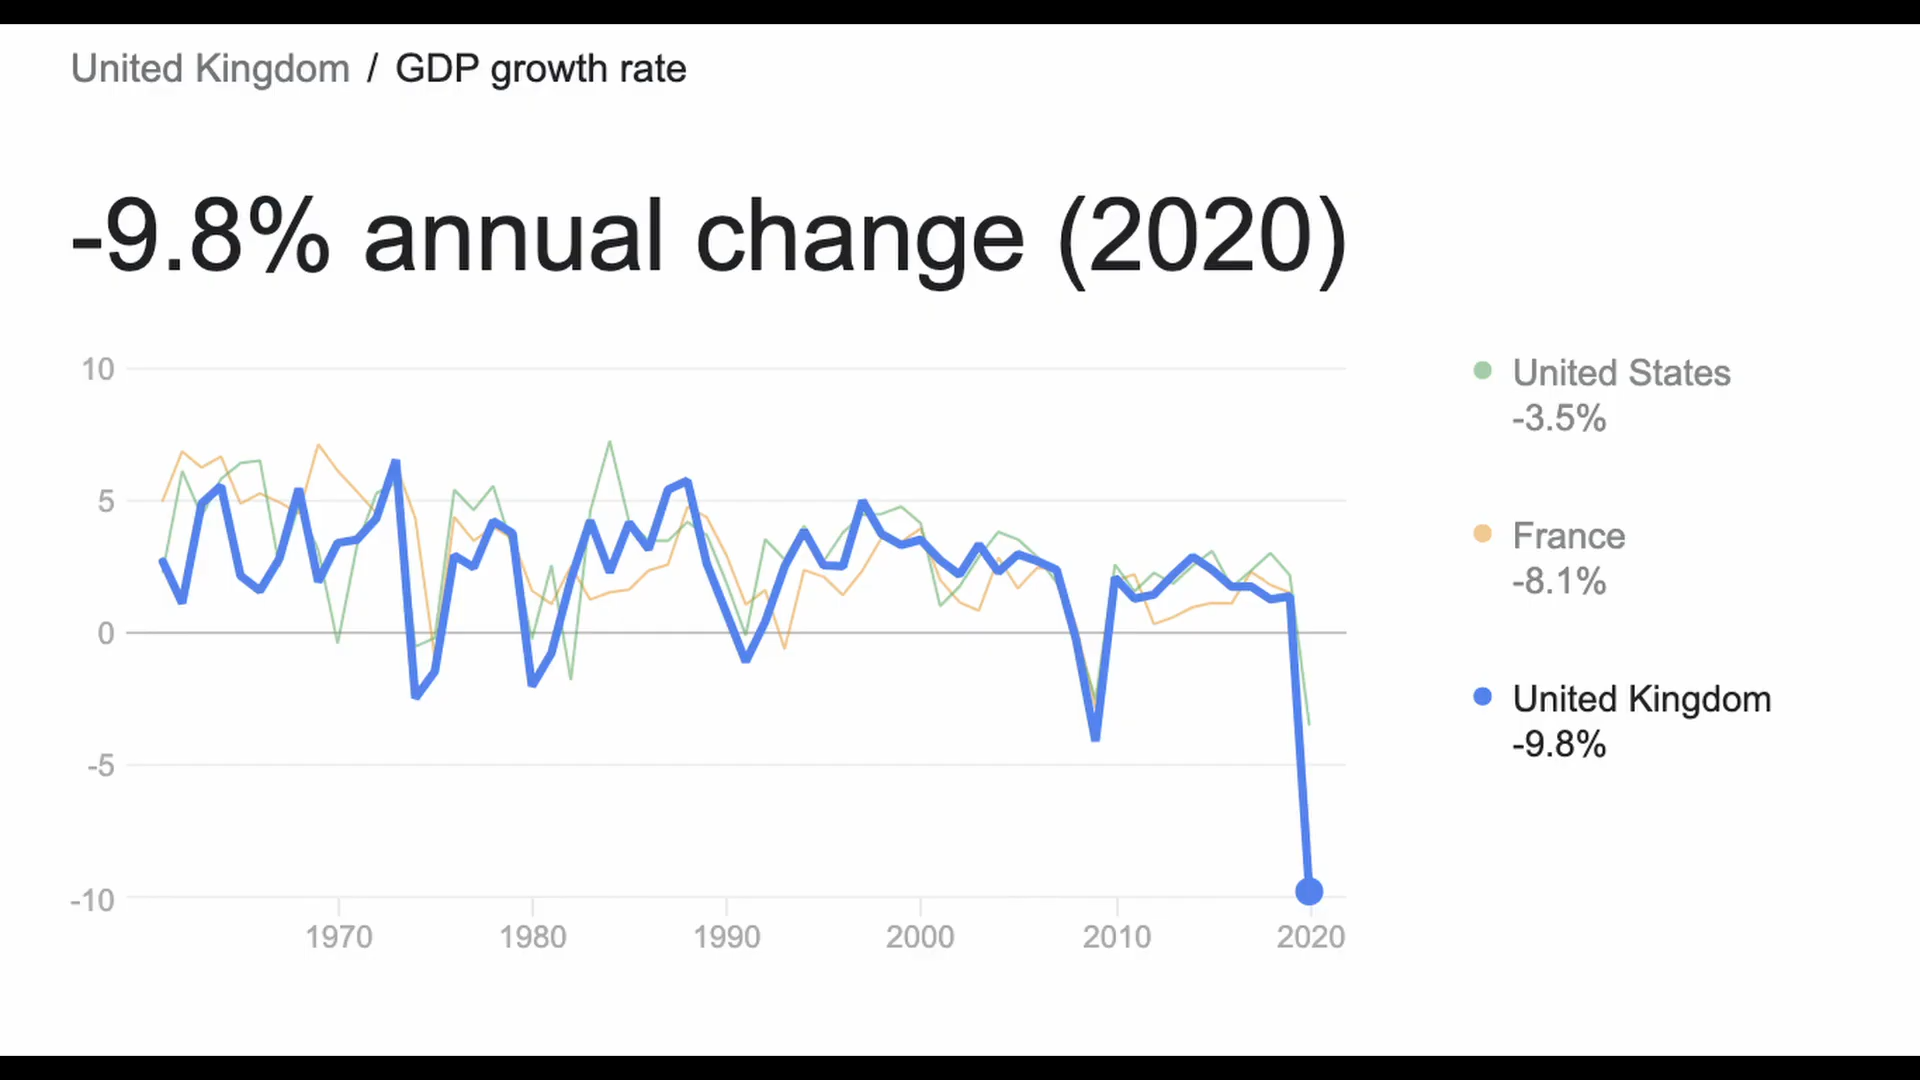 United Kingdom / GDP growth rate
-9.8% annual change (2020)
10
5
0
-5
-10
1970 1980 1990 2000 2010 2020
United States
-3.5%
France
-8.1%
United Kingdom
-9.8%